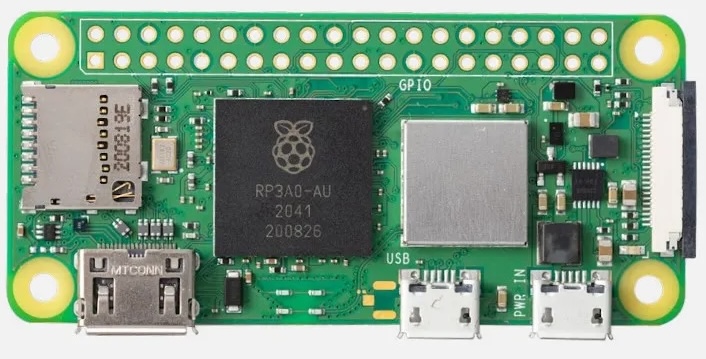 GPIO
200819E
RP3A0-AU
2041
200826
USB
PWR IN
MTCONN